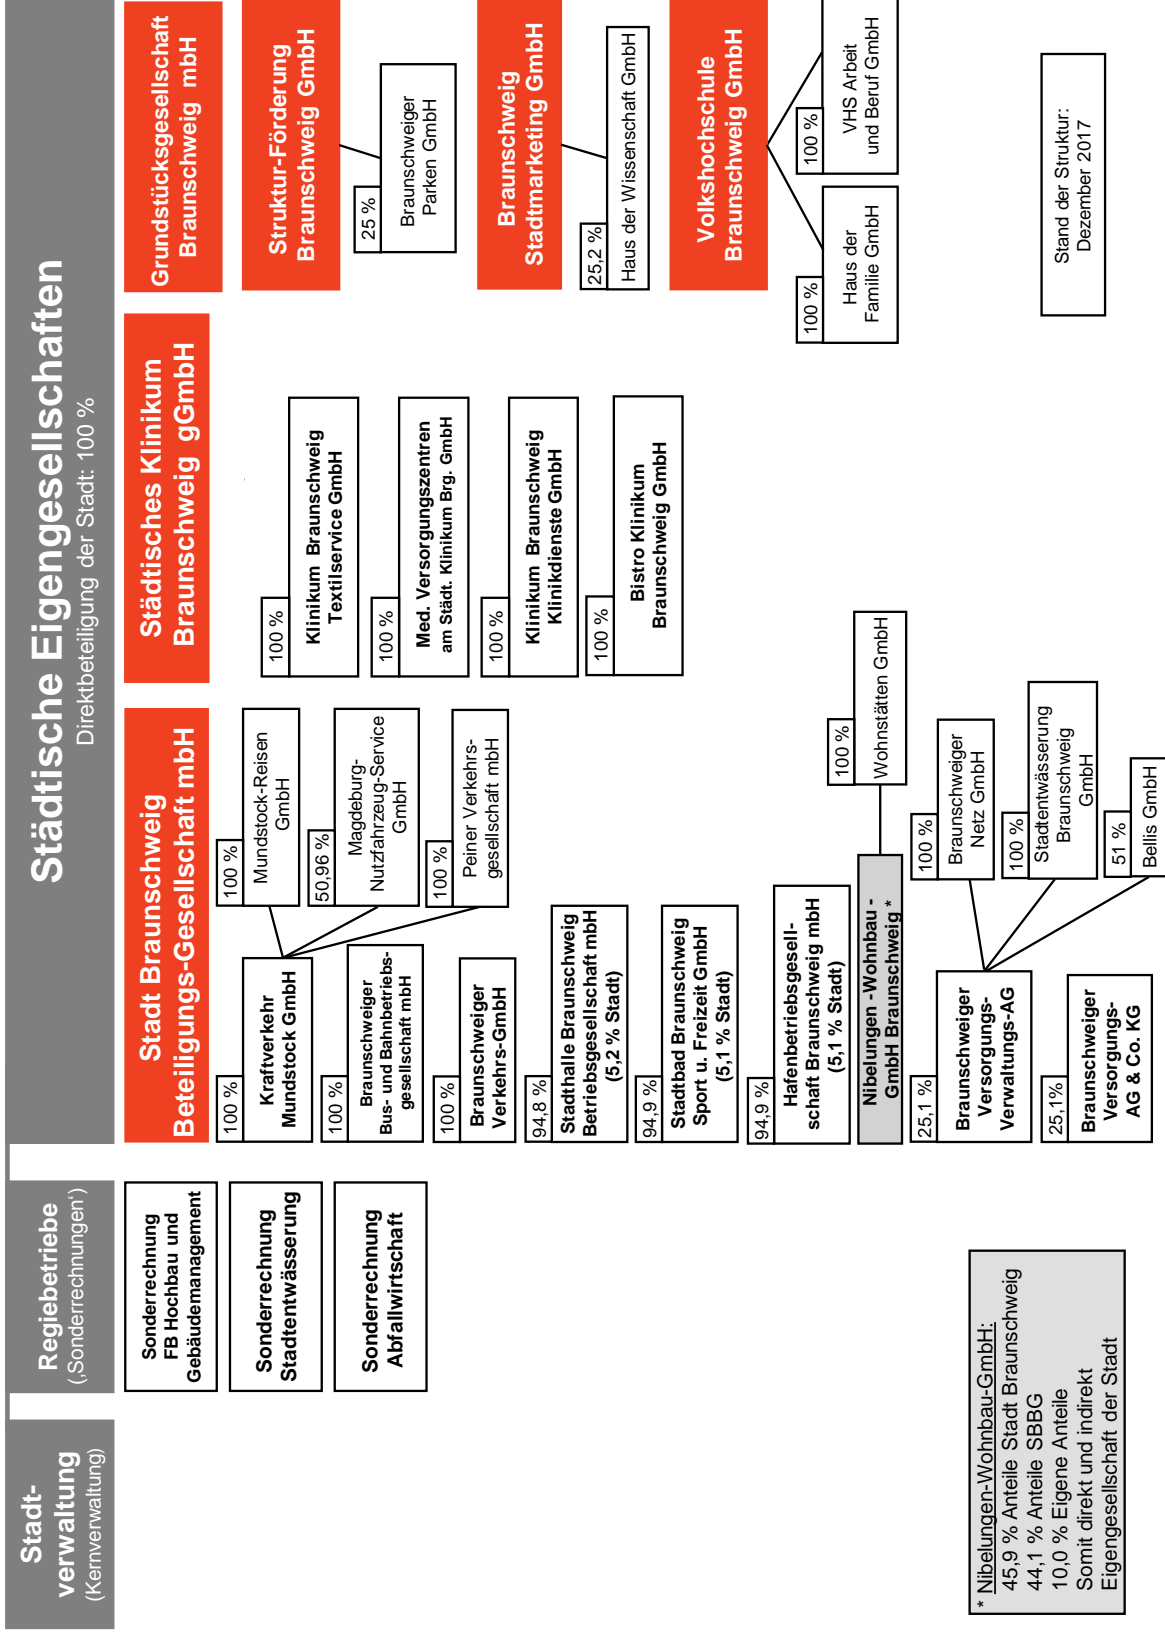 Städtische Eigengesellschaften
Direktbeteiligung der Stadt: 100 %
Stadt-
verwaltung
(Kernverwaltung)
Regiebetriebe
(‚Sonderrechnungen‘)
Sonderrechnung
FB Hochbau und
Gebäudemanagement
Sonderrechnung
Stadtentwässerung
Sonderrechnung
Abfallwirtschaft
Stadt Braunschweig
Beteiligungs-Gesellschaft mbH
100 %
Kraftverkehr
Mundstock GmbH
100 %
Mundstock-Reisen
GmbH
50,96 %
Magdeburg-
Nutzfahrzeug-Service
GmbH
100 %
Peiner Verkehrs-
gesellschaft mbH
100 %
Braunschweiger
Bus- und Bahnbetriebs-
gesellschaft mbH
100 %
Braunschweiger
Verkehrs-GmbH
94,8 %
Stadthalle Braunschweig
Betriebsgesellschaft mbH
(5,2 % Stadt)
94,9 %
Stadtbad Braunschweig
Sport u. Freizeit GmbH
(5,1 % Stadt)
94,9 %
Hafenbetriebsgesell-
schaft Braunschweig mbH
(5,1 % Stadt)
Nibelungen -Wohnbau -
GmbH Braunschweig *
100 %
Wohnstätten GmbH
25,1 %
Braunschweiger
Versorgungs-
Verwaltungs-AG
100 %
Braunschweiger
Netz GmbH
100 %
Stadtentwässerung
Braunschweig
GmbH
51 %
Bellis GmbH
25,1%
Braunschweiger
Versorgungs-
AG & Co. KG
Städtisches Klinikum
Braunschweig gGmbH
100 %
Klinikum Braunschweig
Textilservice GmbH
100 %
Med. Versorgungszentren
am Städt. Klinikum Brg. GmbH
100 %
Klinikum Braunschweig
Klinikdienste GmbH
100 %
Bistro Klinikum
Braunschweig GmbH
Grundstücksgesellschaft
Braunschweig mbH
Struktur-Förderung
Braunschweig GmbH
25 %
Braunschweiger
Parken GmbH
Braunschweig
Stadtmarketing GmbH
25,2 %
Haus der Wissenschaft GmbH
Volkshochschule
Braunschweig GmbH
100 %
Haus der
Familie GmbH
100 %
VHS Arbeit
und Beruf GmbH
* Nibelungen-Wohnbau-GmbH:
45,9 % Anteile Stadt Braunschweig
44,1 % Anteile SBBG
10,0 % Eigene Anteile
Somit direkt und indirekt
Eigengesellschaft der Stadt
Stand der Struktur:
Dezember 2017